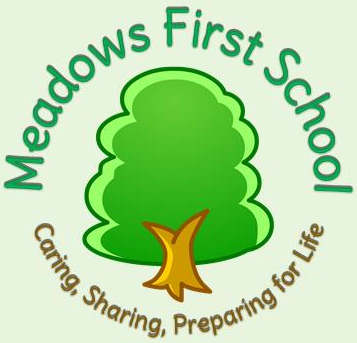 Meadows First School
Caring, Sharing, Preparing for Life